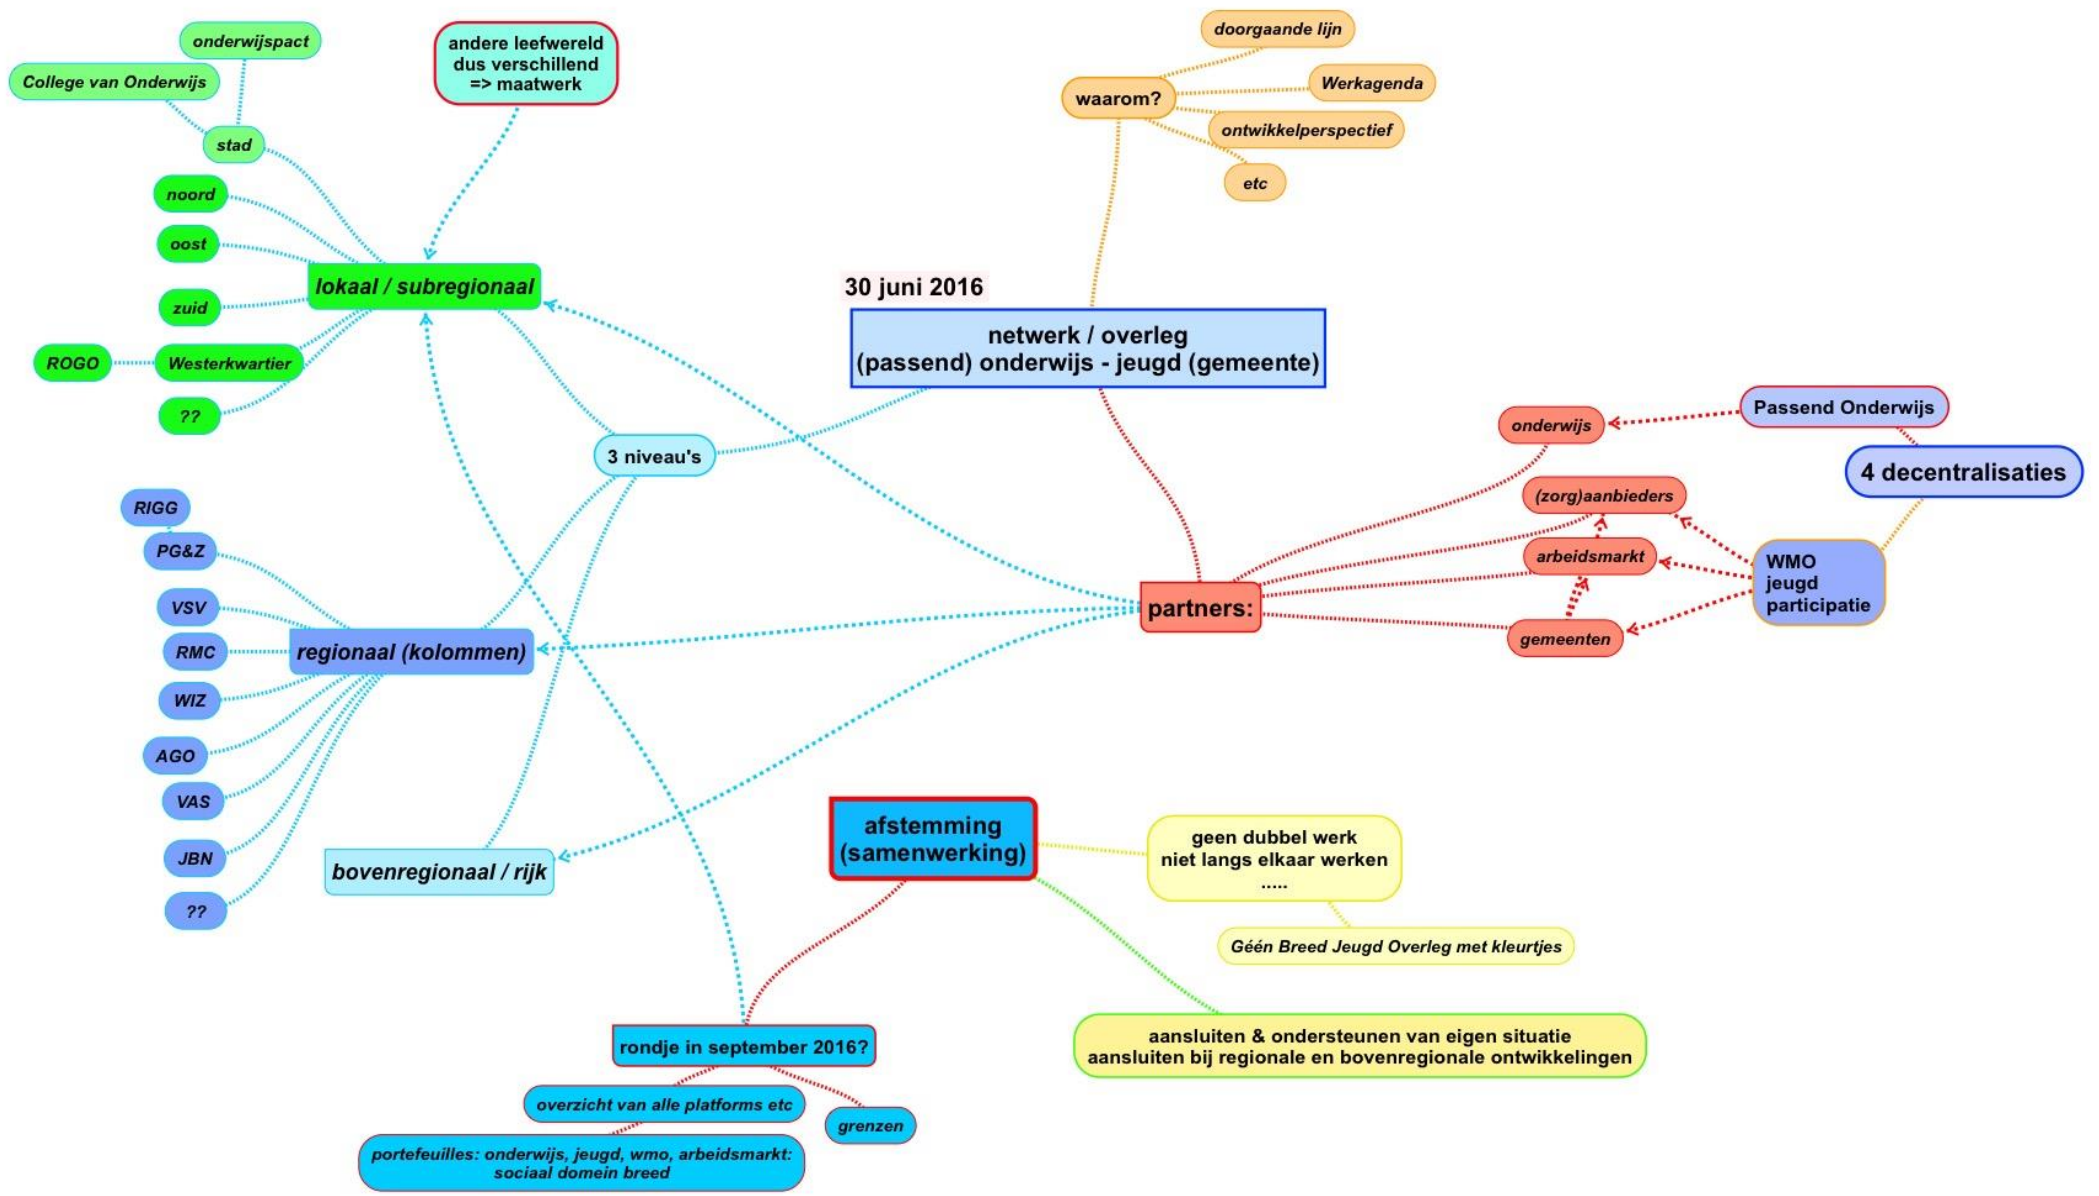 onderwijspact
College van Onderwijs
stad
andere leefwereld
dus verschillend
=> maatwerk
noord
oost
lokaal / subregionaal
zuid
ROGO
Westerkwartier
??
3 niveau's
RIGG
PG&Z
VSV
RMC
regionaal (kolommen)
WIZ
AGO
VAS
JBN
??
bovenregionaal / rijk
doorgaande lijn
waarom?
Werkagenda
ontwikkelperspectief
etc
30 juni 2016
netwerk / overleg
(passend) onderwijs - jeugd (gemeente)
Passend Onderwijs
onderwijs
4 decentralisaties
(zorg)aanbieders
arbeidsmarkt
WMO
jeugd
participatie
partners:
gemeenten
afstemming
(samenwerking)
geen dubbel werk
niet langs elkaar werken
.....
Géén Breed Jeugd Overleg met kleurtjes
aansluiten & ondersteunen van eigen situatie
aansluiten bij regionale en bovenregionale ontwikkelingen
rondje in september 2016?
overzicht van alle platforms etc
grenzen
portefeuilles: onderwijs, jeugd, wmo, arbeidsmarkt:
sociaal domein breed